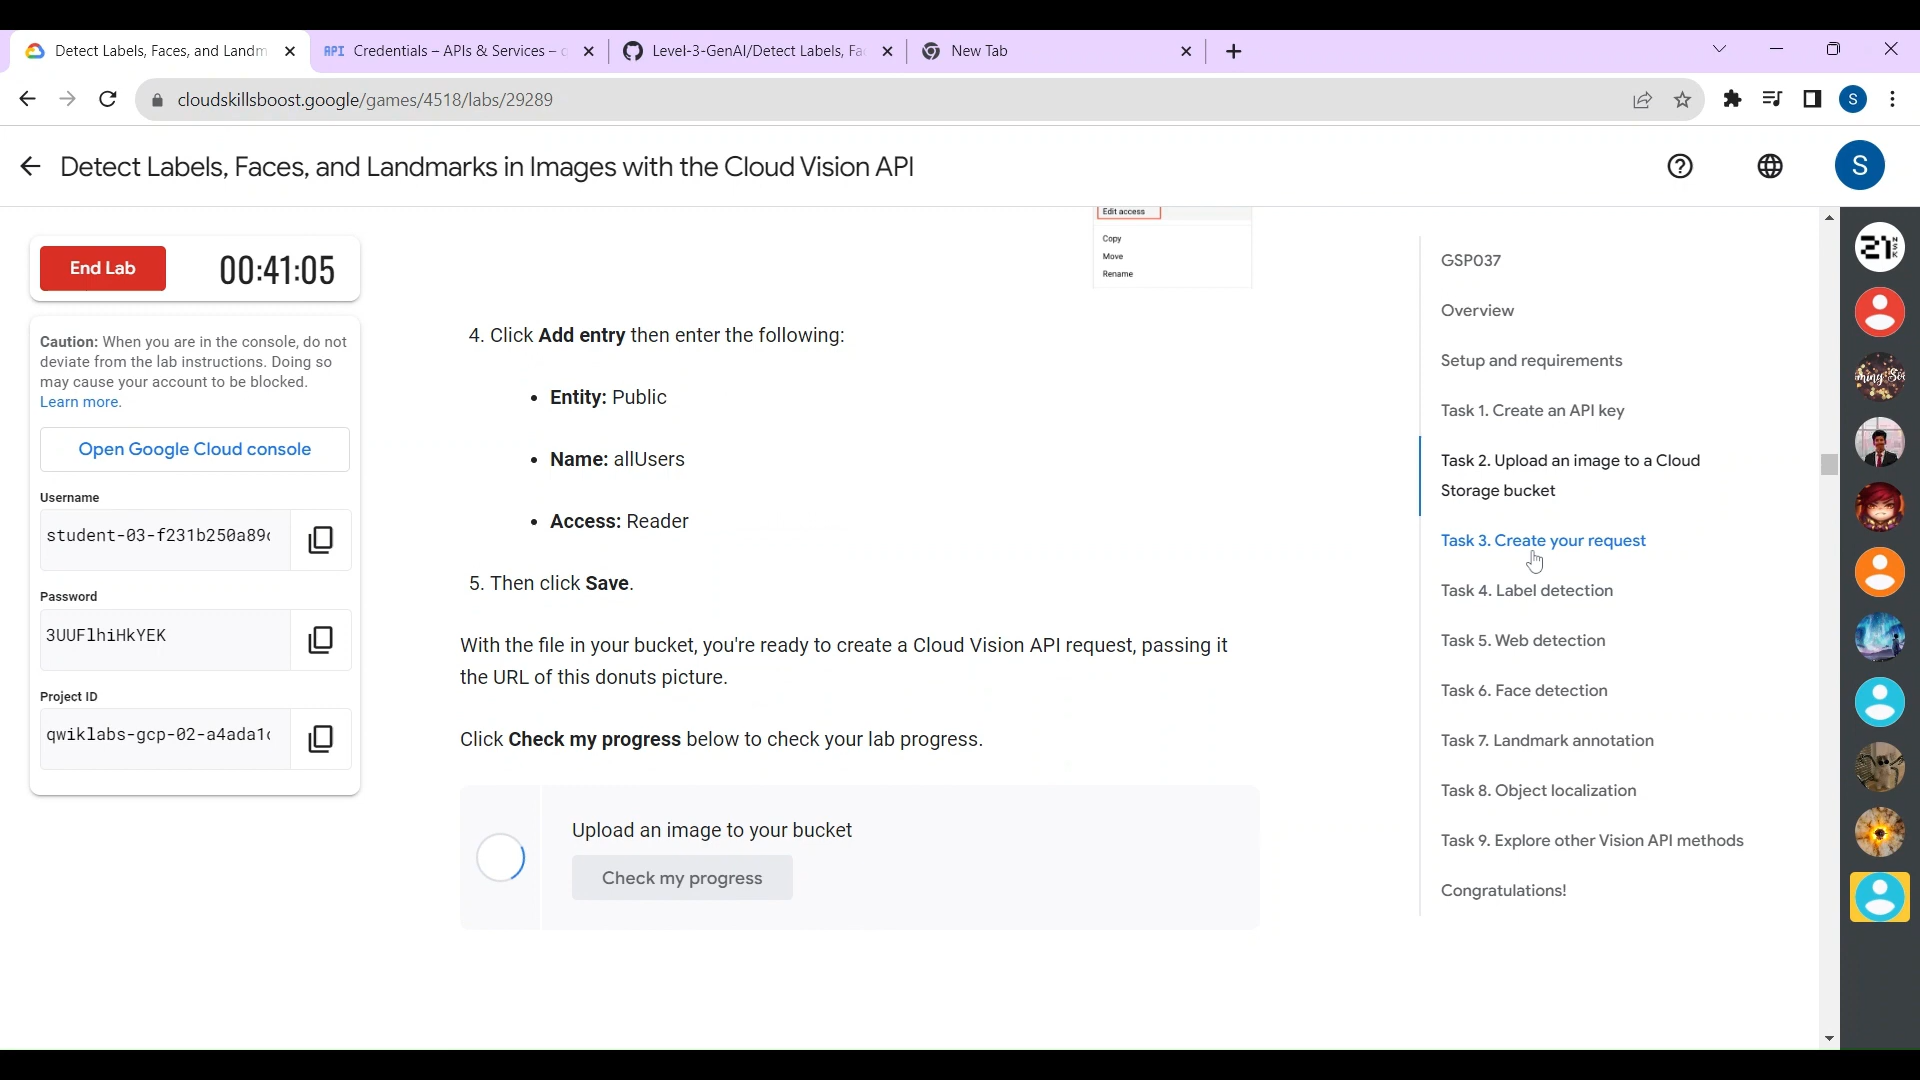 Detect Labels, Faces, and Landm
API Credentials – APIs & Services –
Level-3-GenAI/Detect Labels, Fa
New Tab
cloudskillsboost.google/games/4518/labs/29289
S
Detect Labels, Faces, and Landmarks in Images with the Cloud Vision API
S
End Lab
00:41:05
Caution: When you are in the console, do not
deviate from the lab instructions. Doing so
may cause your account to be blocked.
Learn more.
Open Google Cloud console
Username
student-03-f231b250a89
Password
3UUFlhiHkYEK
Project ID
qwiklabs-gcp-02-a4ada1
Edit access
Copy
Move
Rename
4. Click Add entry then enter the following:
• Entity: Public
• Name: allUsers
• Access: Reader
5. Then click Save.
With the file in your bucket, you're ready to create a Cloud Vision API request, passing it
the URL of this donuts picture.
Click Check my progress below to check your lab progress.
Upload an image to your bucket
Check my progress
GSP037
Overview
Setup and requirements
Task 1. Create an API key
Task 2. Upload an image to a Cloud
Storage bucket
Task 3. Create your request
Task 4. Label detection
Task 5. Web detection
Task 6. Face detection
Task 7. Landmark annotation
Task 8. Object localization
Task 9. Explore other Vision API methods
Congratulations!
21